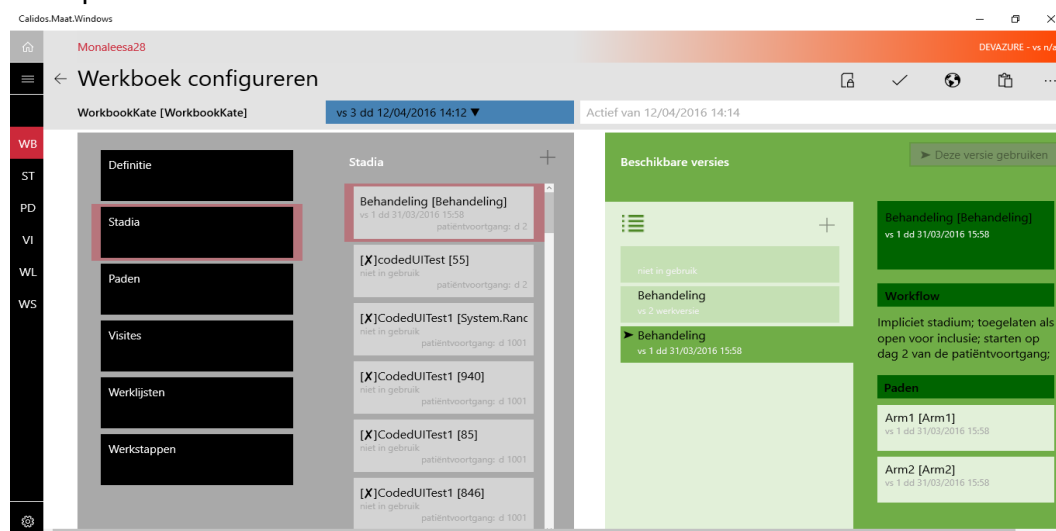 Calidos.Maat.Windows
Monaleesa28
DEVAZURE - vs n/a
Werkboek configureren
WorkbookKate [WorkbookKate]
vs 3 dd 12/04/2016 14:12 ▼
Actief van 12/04/2016 14:14
WB
ST
PD
VI
WL
WS
Definitie
Stadia
Paden
Visites
Werklijsten
Werkstappen
Stadia
Behandeling [Behandeling]
vs 1 dd 31/03/2016 15:58
patiëntvoortgang: d 2
[✗]codedUITest [55]
niet in gebruik
patiëntvoortgang: d 2
[✗]CodedUITest1 [System.Ranc
niet in gebruik
patiëntvoortgang: d 1001
[✗]CodedUITest1 [940]
niet in gebruik
patiëntvoortgang: d 1001
[✗]CodedUITest1 [85]
niet in gebruik
patiëntvoortgang: d 1001
[✗]CodedUITest1 [846]
niet in gebruik
patiëntvoortgang: d 1001
Beschikbare versies
➤ Deze versie gebruiken
niet in gebruik
Behandeling
vs 2 werkversie
➤ Behandeling
vs 1 dd 31/03/2016 15:58
Behandeling [Behandeling]
vs 1 dd 31/03/2016 15:58
Workflow
Impliciet stadium; toegelaten als
open voor inclusie; starten op
dag 2 van de patiëntvoortgang;
Paden
Arm1 [Arm1]
vs 1 dd 31/03/2016 15:58
Arm2 [Arm2]
vs 1 dd 31/03/2016 15:58